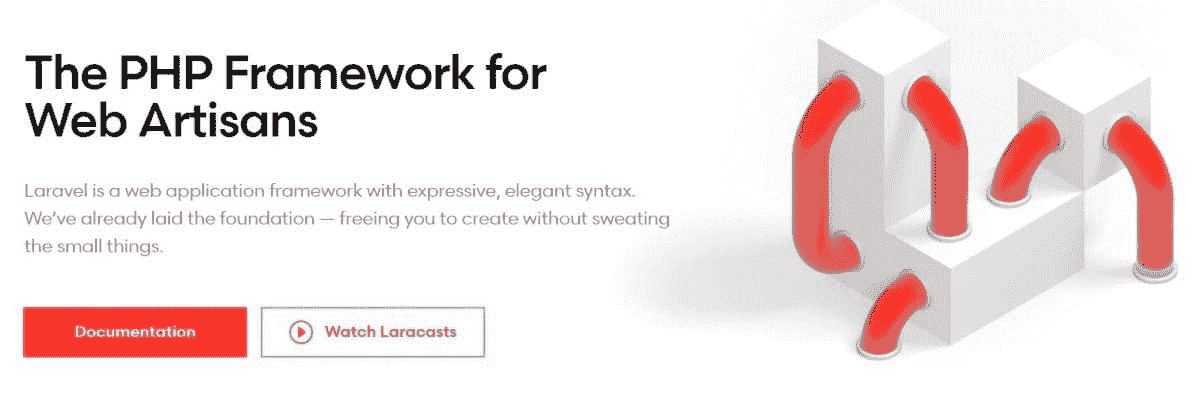 The PHP Framework for
Web Artisans
Laravel is a web application framework with expressive, elegant syntax.
We've already laid the foundation — freeing you to create without sweating
the small things.
Documentation
Watch Laracasts